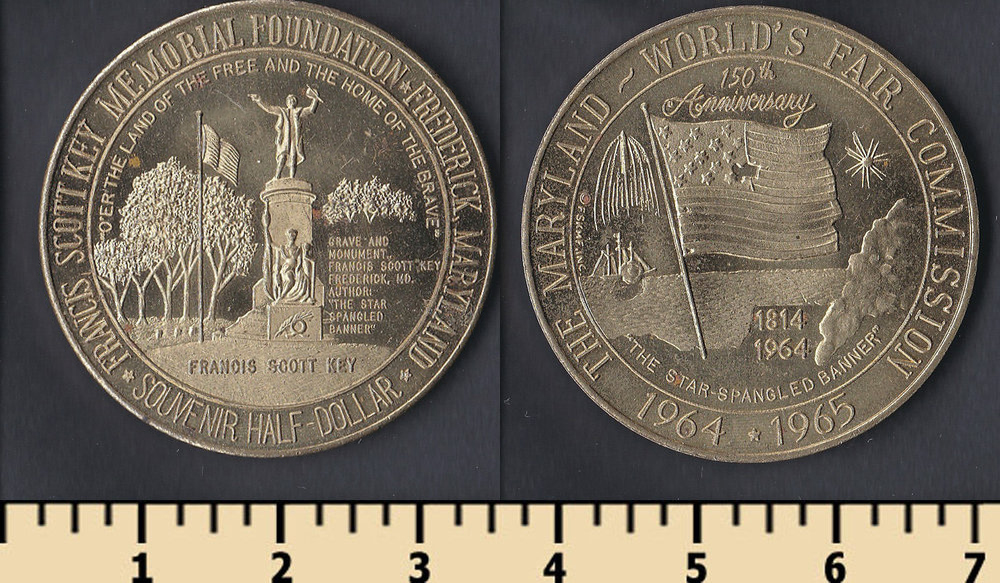 FRANCIS SCOTT KEY MEMORIAL FOUNDATION ★ FREDERICK, MARYLAND
"O'ER THE LAND OF THE FREE AND THE HOME OF THE BRAVE"
GRAVE AND
MONUMENT,
FRANCIS SCOTT KEY
FREDERICK, MD.
AUTHOR:
"THE STAR
SPANGLED
BANNER"
FRANCIS SCOTT KEY
★ SOUVENIR HALF-DOLLAR ★
THE MARYLAND ~ WORLD'S FAIR COMMISSION
150th
Anniversary
1814
1964
"THE STAR-SPANGLED BANNER"
1964 ★ 1965
1 2 3 4 5 6 7